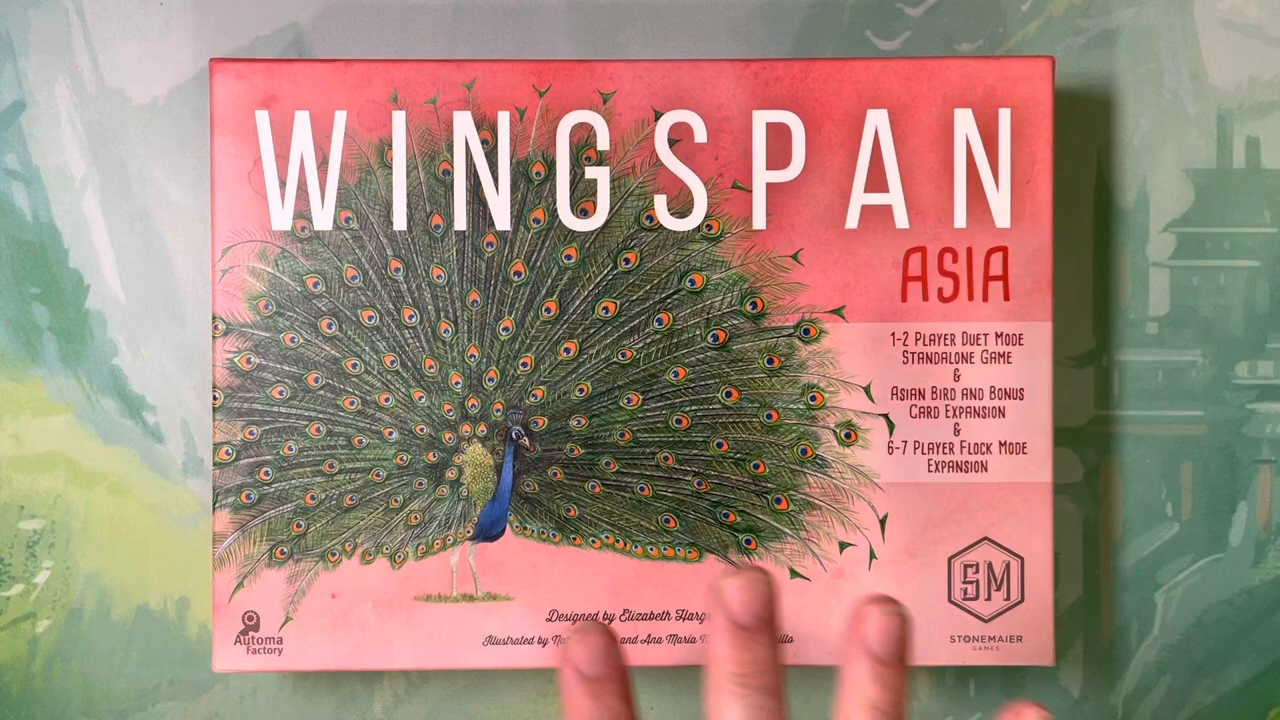 WINGSPAN
ASIA
1-2 Player Duet Mode
Standalone Game
&
Asian Bird and Bonus
Card Expansion
&
6-7 Player Flock Mode
Expansion
Designed by Elizabeth
Illustrated by and Ana Maria
SM
STONEMAIER
GAMES
Automa
Factory